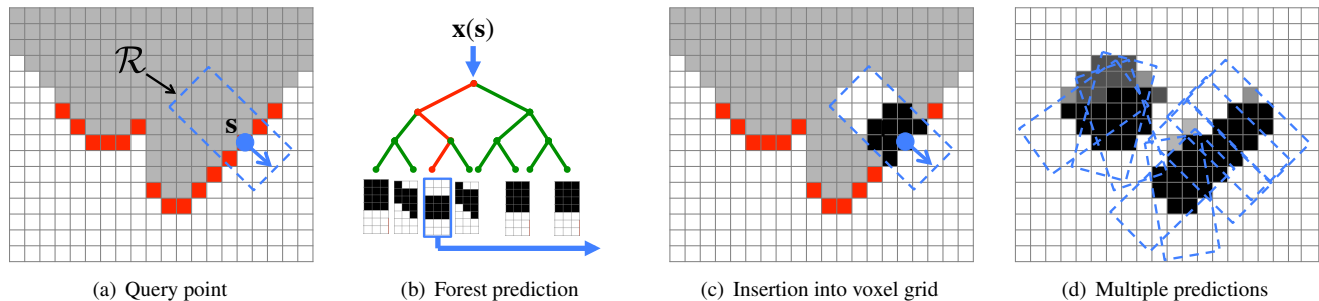 x(s)
R
s
(a) Query point
(b) Forest prediction
(c) Insertion into voxel grid
(d) Multiple predictions